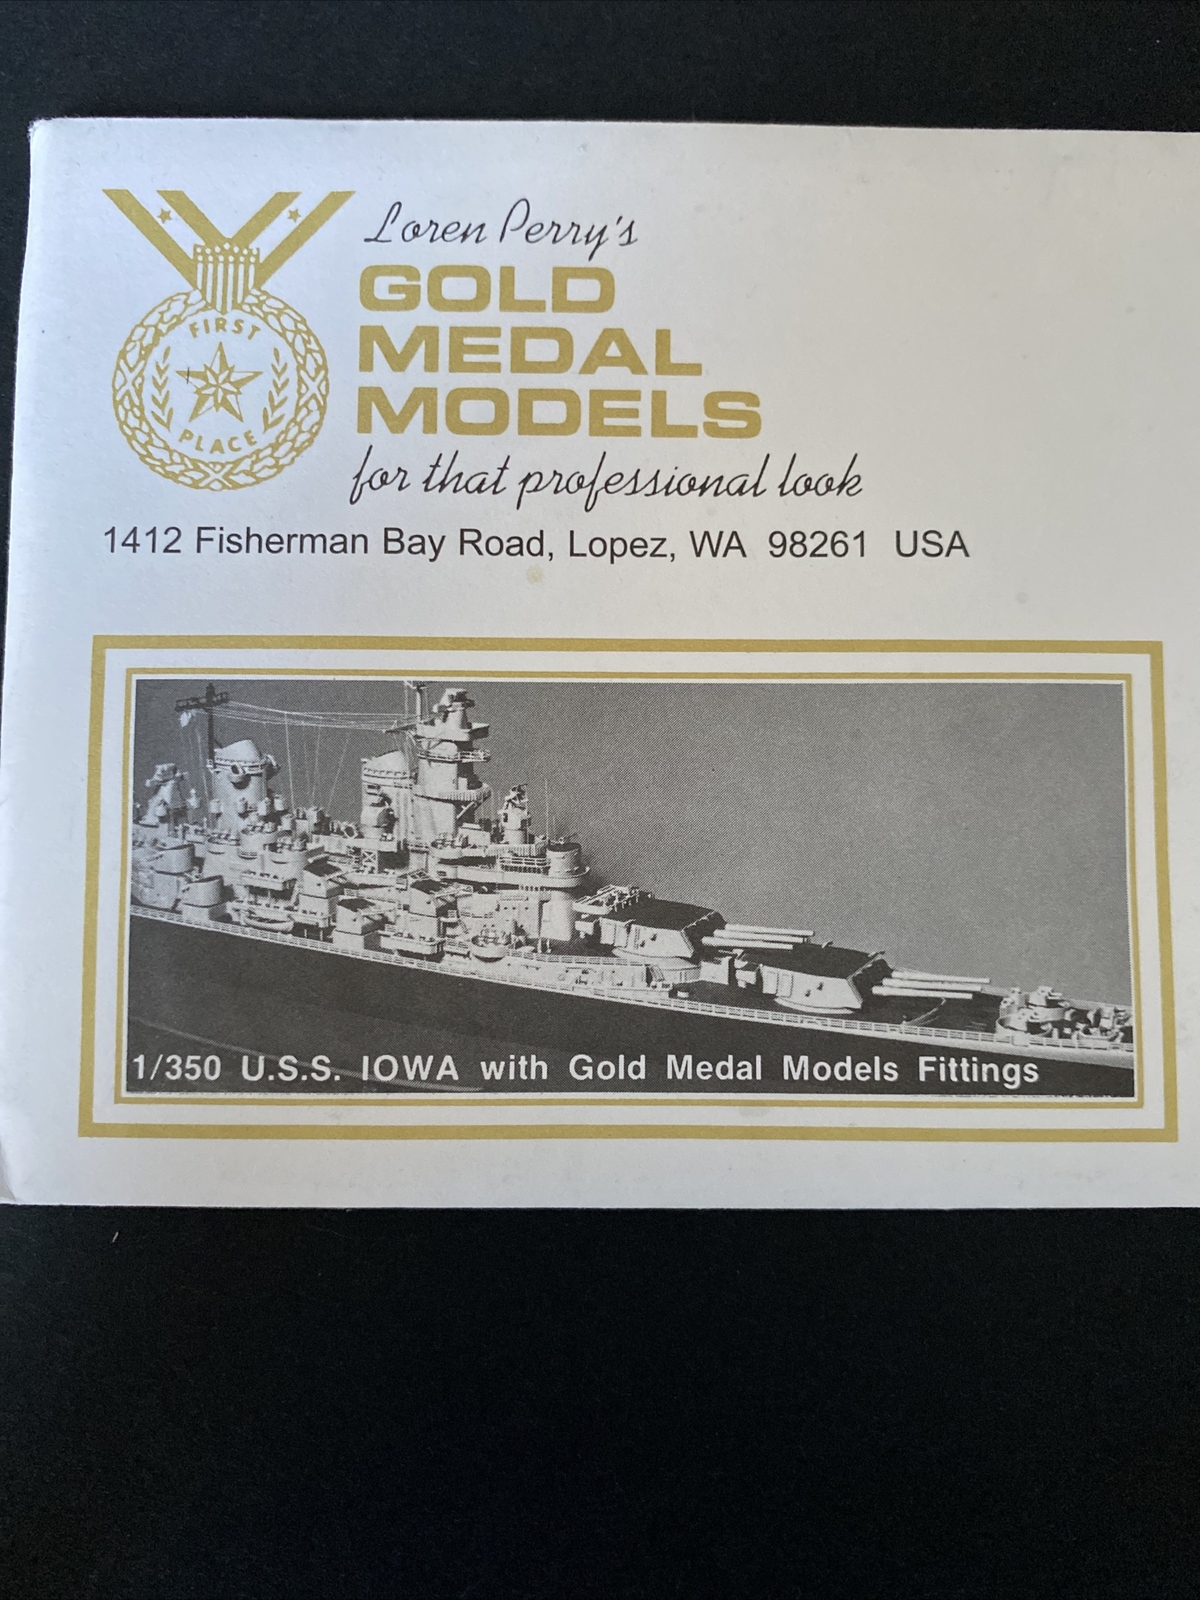 FIRST
PLACE
Loren Perry's
GOLD
MEDAL
MODELS
for that professional look
1412 Fisherman Bay Road, Lopez, WA 98261 USA
1/350 U.S.S. IOWA with Gold Medal Models Fittings